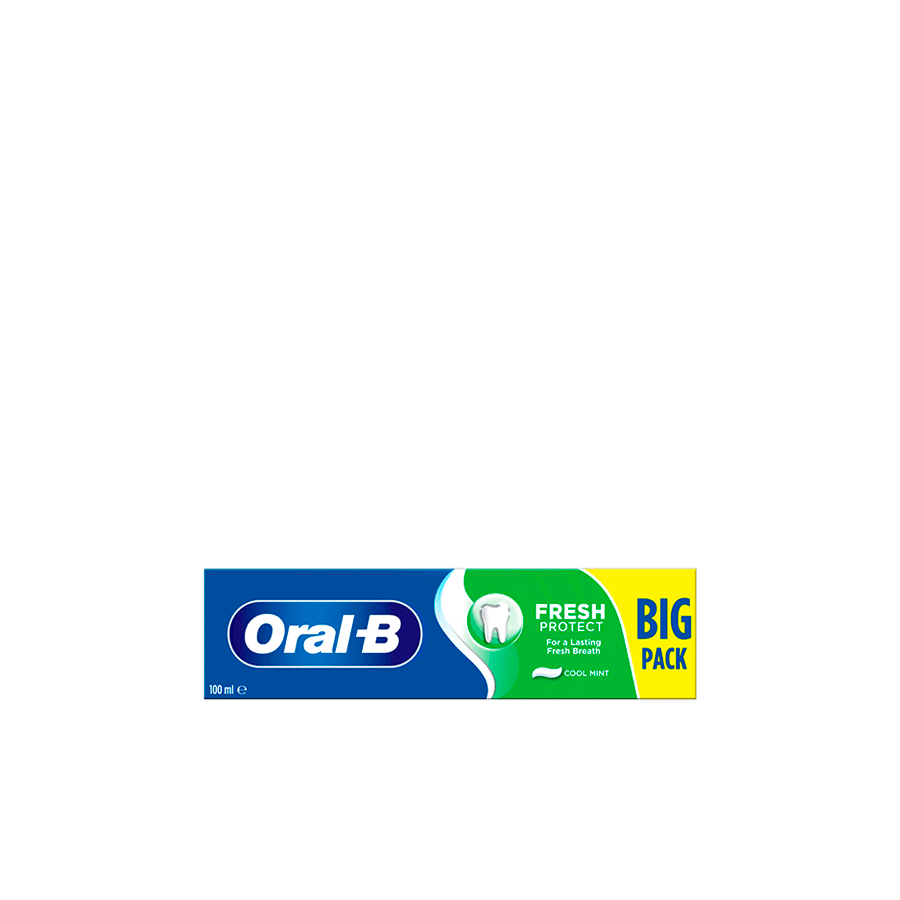 Oral-B
100 ml ℮
FRESH
PROTECT
For a Lasting
Fresh Breath
COOL MINT
BIG
PACK